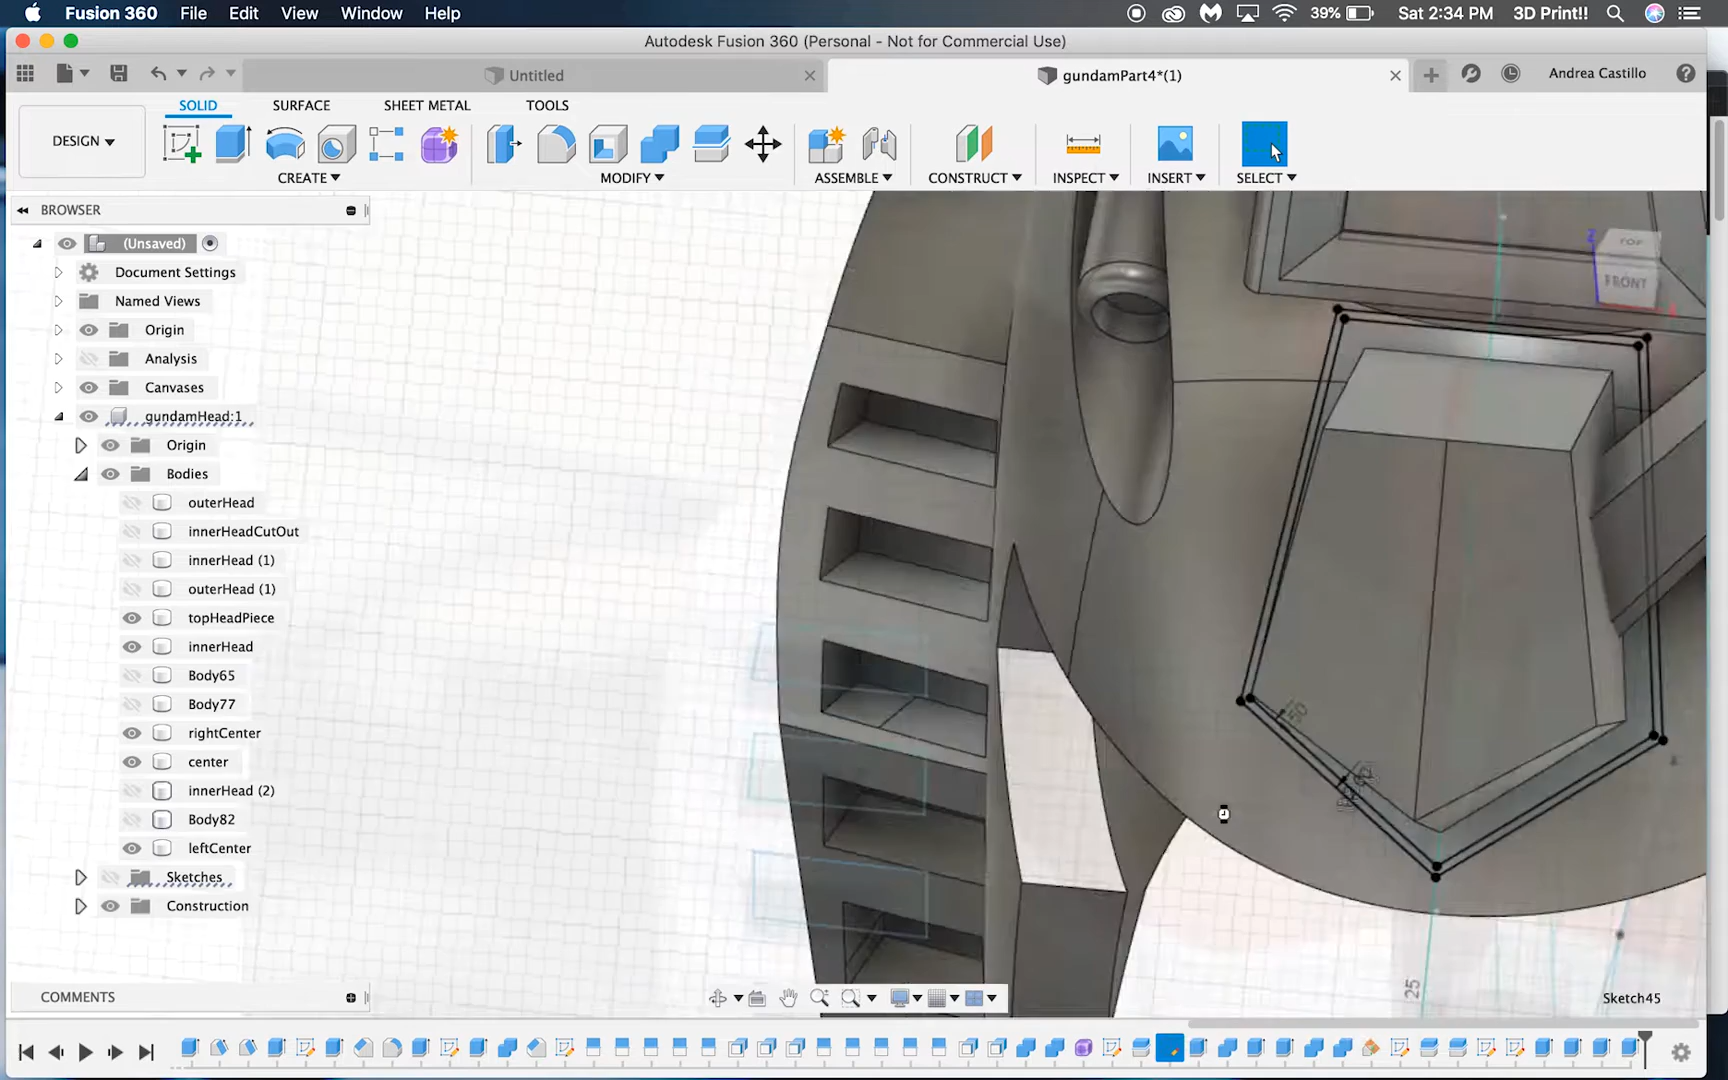 Fusion 360 File Edit View Window Help 39% Sat 2:34 PM 3D Print!!
Autodesk Fusion 360 (Personal - Not for Commercial Use)
Untitled gundamPart4*(1) Andrea Castillo
SOLID SURFACE SHEET METAL TOOLS
DESIGN
CREATE MODIFY ASSEMBLE CONSTRUCT INSPECT INSERT SELECT
BROWSER
(Unsaved)
Document Settings
Named Views
Origin
Analysis
Canvases
gundamHead:1
Origin
Bodies
outerHead
innerHeadCutOut
innerHead (1)
outerHead (1)
topHeadPiece
innerHead
Body65
Body77
rightCenter
center
innerHead (2)
Body82
leftCenter
Sketches
Construction
TOP
FRONT
Z
25
COMMENTS
Sketch45